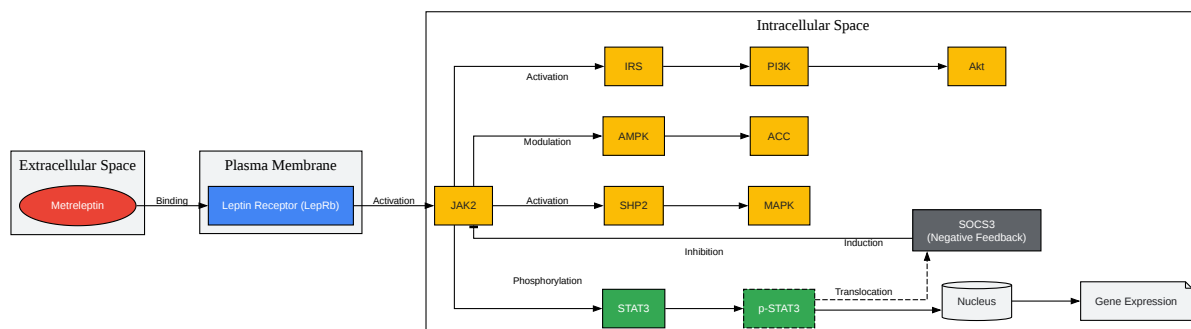 Intracellular Space
IRS
PI3K
Akt
Activation
AMPK
ACC
Modulation
Extracellular Space
Plasma Membrane
Metreleptin
Binding
Leptin Receptor (LepRb)
Activation
JAK2
Activation
SHP2
MAPK
SOCS3
(Negative Feedback)
Induction
Inhibition
Phosphorylation
Translocation
STAT3
p-STAT3
Nucleus
Gene Expression